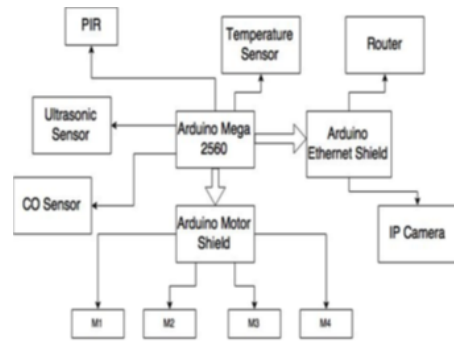 PIR
Temperature
Sensor
Router
Ultrasonic
Sensor
Arduino Mega
2560
Arduino
Ethernet Shield
CO Sensor
Arduino Motor
Shield
IP Camera
M1
M2
M3
M4